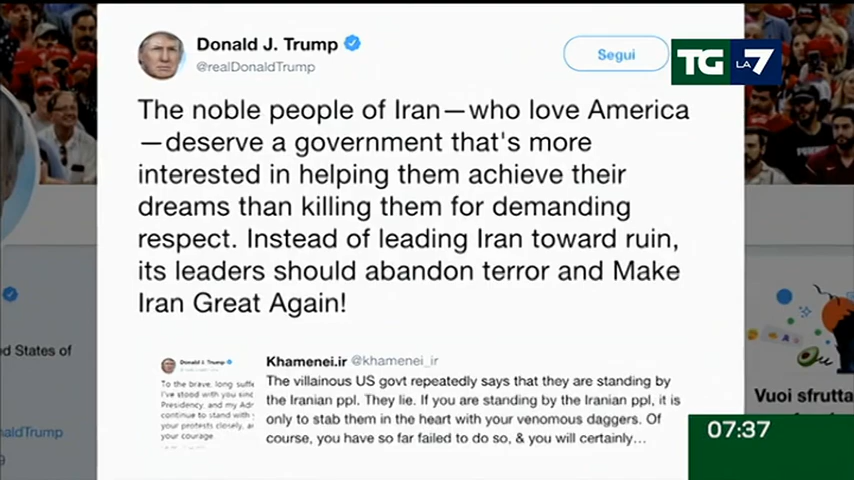 Donald J. Trump
@realDonaldTrump
Segui
TG LA 7
The noble people of Iran—who love America
—deserve a government that's more
interested in helping them achieve their
dreams than killing them for demanding
respect. Instead of leading Iran toward ruin,
its leaders should abandon terror and Make
Iran Great Again!
Donald J. Trump
To the brave, long suffe
I've stood with you sinc
Presidency, and my Adr
continue to stand with y
your protests closely, a
your courage
Khamenei.ir @khamenei_ir
The villainous US govt repeatedly says that they are standing by
the Iranian ppl. They lie. If you are standing by the Iranian ppl, it is
only to stab them in the heart with your venomous daggers. Of
course, you have so far failed to do so, & you will certainly...
d States of
naldTrump
9
Vuoi sfrutta
07:37